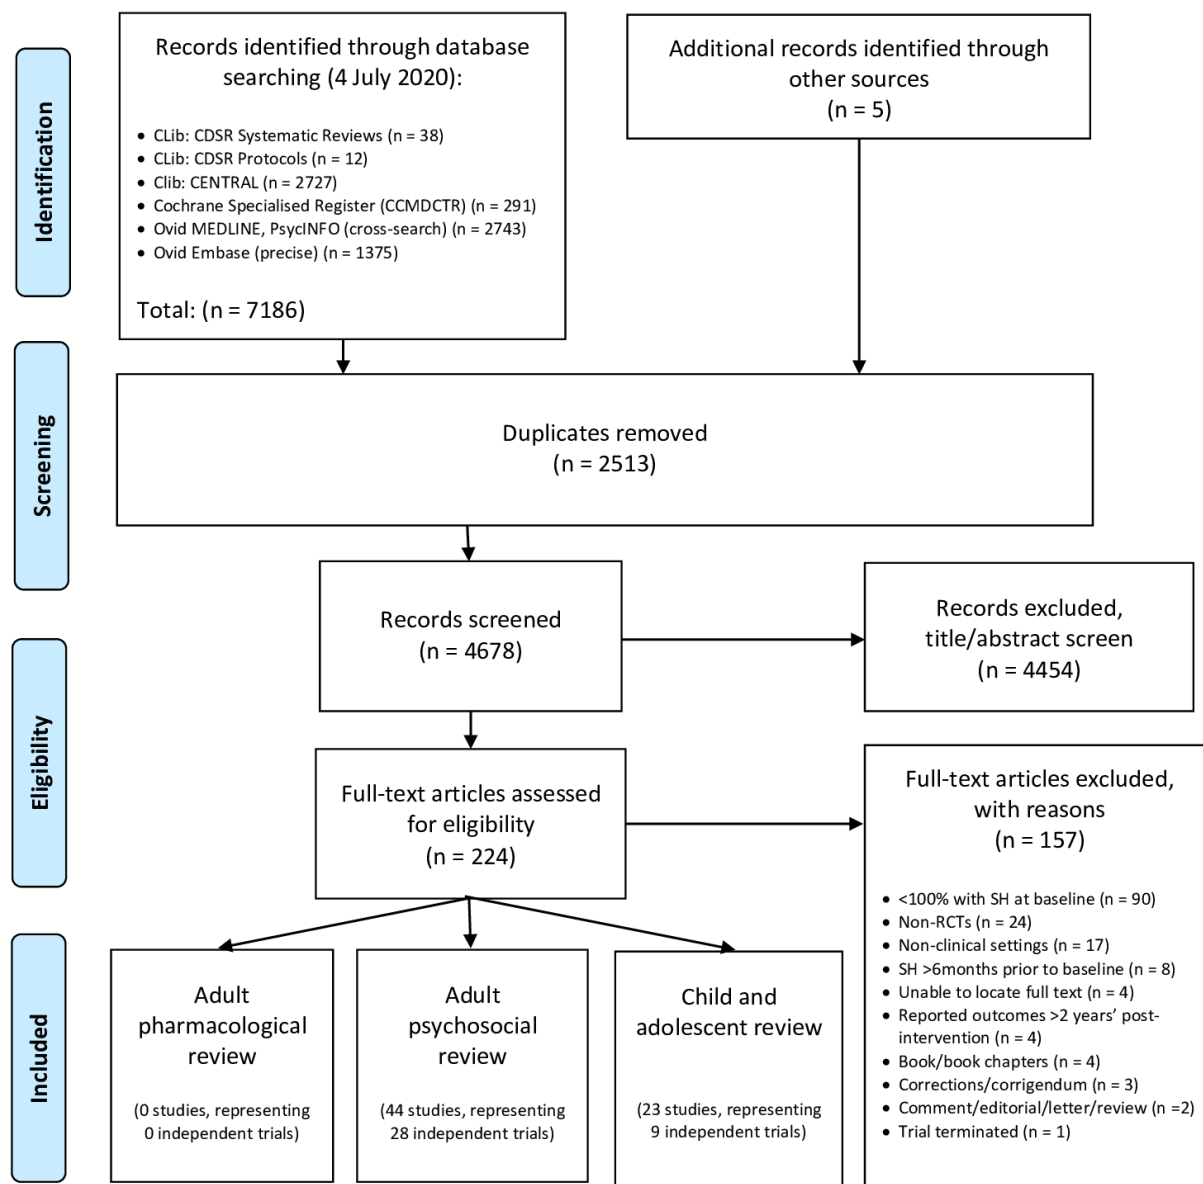 Identification
Records identified through database
searching (4 July 2020):
• CLib: CDSR Systematic Reviews (n = 38)
• CLib: CDSR Protocols (n = 12)
• Clib: CENTRAL (n = 2727)
• Cochrane Specialised Register (CCMDCTR) (n = 291)
• Ovid MEDLINE, PsycINFO (cross-search) (n = 2743)
• Ovid Embase (precise) (n = 1375)
Total: (n = 7186)
Additional records identified through
other sources
(n = 5)
Screening
Duplicates removed
(n = 2513)
Records screened
(n = 4678)
Records excluded,
title/abstract screen
(n = 4454)
Eligibility
Full-text articles assessed
for eligibility
(n = 224)
Full-text articles excluded,
with reasons
(n = 157)
• <100% with SH at baseline (n = 90)
• Non-RCTs (n = 24)
• Non-clinical settings (n = 17)
• SH >6months prior to baseline (n = 8)
• Unable to locate full text (n = 4)
• Reported outcomes >2 years’ post-
intervention (n = 4)
• Book/book chapters (n = 4)
• Corrections/corrigendum (n = 3)
• Comment/editorial/letter/review (n =2)
• Trial terminated (n = 1)
Included
Adult
pharmacological
review
(0 studies, representing
0 independent trials)
Adult
psychosocial
review
(44 studies, representing
28 independent trials)
Child and
adolescent review
(23 studies, representing
9 independent trials)